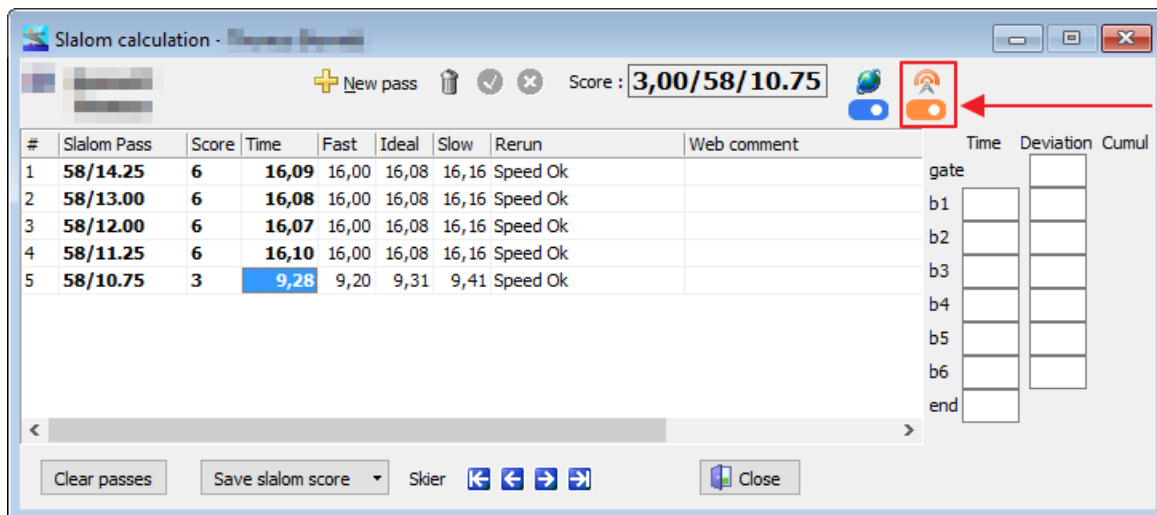 Slalom calculation -
New pass Score : 3,00/58/10.75
# Slalom Pass Score Time Fast Ideal Slow Rerun Web comment
1 58/14.25 6 16,09 16,00 16,08 16,16 Speed Ok
2 58/13.00 6 16,08 16,00 16,08 16,16 Speed Ok
3 58/12.00 6 16,07 16,00 16,08 16,16 Speed Ok
4 58/11.25 6 16,10 16,00 16,08 16,16 Speed Ok
5 58/10.75 3 9,28 9,20 9,31 9,41 Speed Ok
Time Deviation Cumul
gate
b1
b2
b3
b4
b5
b6
end
Clear passes Save slalom score Skier Close